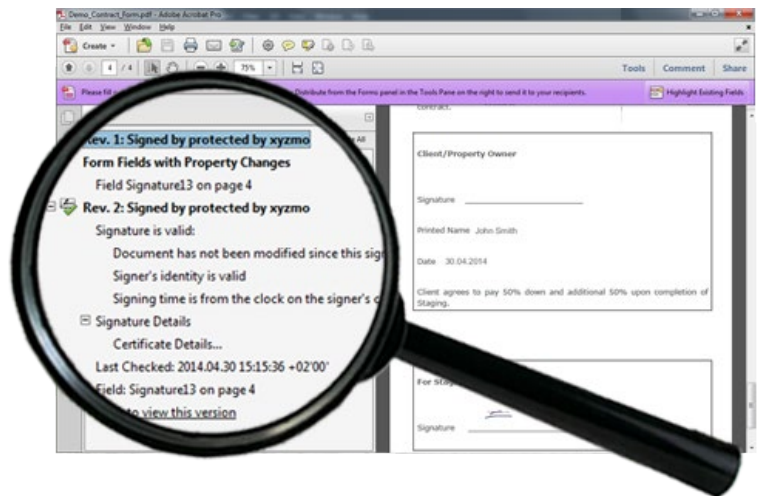 Demo_Contract_Form.pdf - Adobe Acrobat Pro
File Edit View Window Help
Create
4 / 4 75% Tools Comment Share
Please fill Distribute from the Forms panel in the Tools Pane on the right to send it to your recipients. Highlight Existing Fields
All
Rev. 1: Signed by protected by xyzmo
Form Fields with Property Changes
Field Signature13 on page 4
Rev. 2: Signed by protected by xyzmo
Signature is valid:
Document has not been modified since this sig
Signer's identity is valid
Signing time is from the clock on the signer's c
Signature Details
Certificate Details...
Last Checked: 2014.04.30 15:15:36 +02'00'
Field: Signature13 on page 4
to view this version
contract.
Client/Property Owner
Signature
Printed Name John Smith
Date 30.04.2014
Client agrees to pay 50% down and additional 50% upon completion of
Staging.
For Stag
Signature